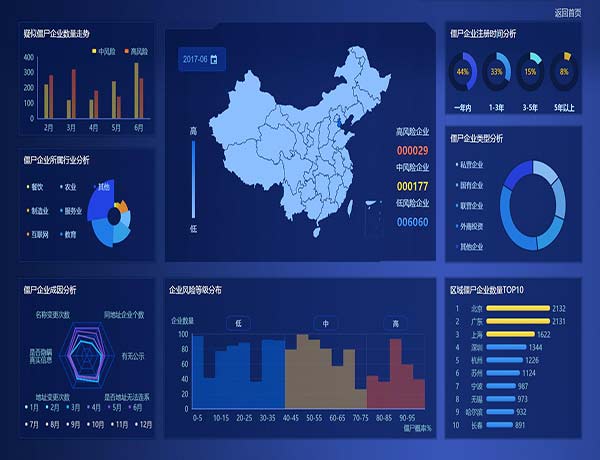 返回首页
疑似僵尸企业数量走势
中风险 高风险
400
300
200
100
0
2月 3月 4月 5月 6月
僵尸企业所属行业分析
餐饮 农业 其他
制造业 服务业
互联网 教育
僵尸企业成因分析
名称变更次数 同地址企业个数
是否隐瞒
真实信息
有无公示
地址变更次数 是否地址无法连系
1月 2月 3月 4月 5月 6月
7月 8月 9月 10月 11月 12月
2017-06
高
低
高风险企业
000029
中风险企业
000177
低风险企业
006060
企业风险等级分布
企业数量
低 中 高
100
80
60
40
20
0
0-5 10-15 20-25 30-35 40-45 50-55 60-65 70-75 80-85 90-95
僵尸概率%
僵尸企业注册时间分析
44% 33% 15% 8%
一年内 1-3年 3-5年 5年以上
僵尸企业类型分析
私营企业
国有企业
联营企业
外商投资
其他企业
区域僵尸企业数量TOP10
1 北京 2132
2 广东 2131
3 上海 1622
4 深圳 1344
5 杭州 1226
6 苏州 1124
7 宁波 987
8 无锡 973
9 哈尔滨 932
10 长春 891